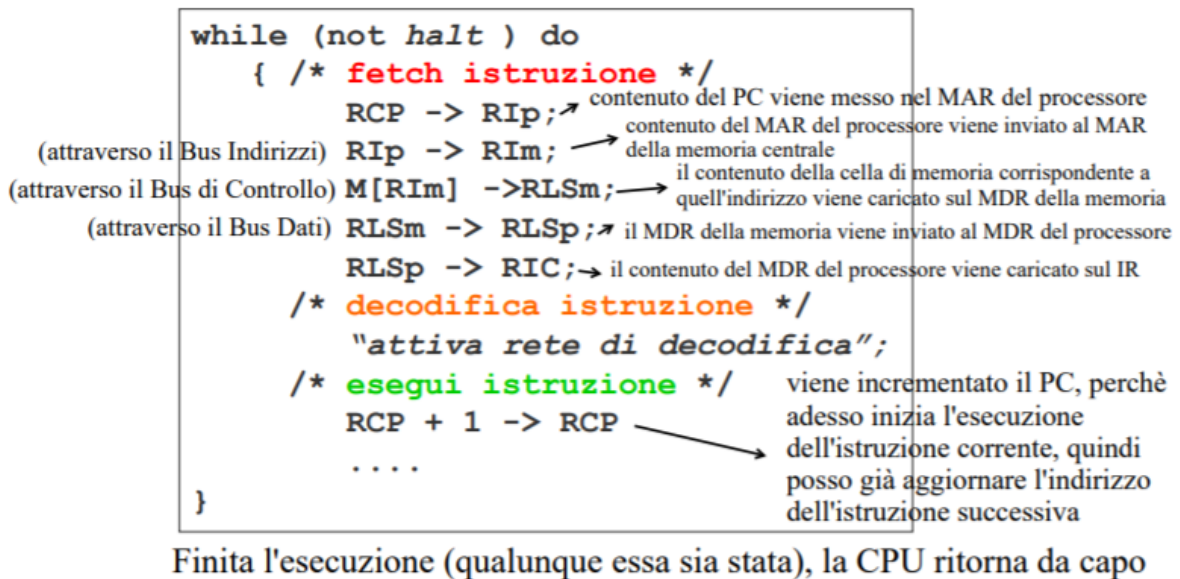 while (not halt ) do
{ /* fetch istruzione */
RCP -> RIp; contenuto del PC viene messo nel MAR del processore
(attraverso il Bus Indirizzi) RIp -> RIm; contenuto del MAR del processore viene inviato al MAR
della memoria centrale
(attraverso il Bus di Controllo) M[RIm] ->RLSm; il contenuto della cella di memoria corrispondente a
quell'indirizzo viene caricato sul MDR della memoria
(attraverso il Bus Dati) RLSm -> RLSp; il MDR della memoria viene inviato al MDR del processore
RLSp -> RIC; il contenuto del MDR del processore viene caricato sul IR
/* decodifica istruzione */
“attiva rete di decodifica”;
/* esegui istruzione */
RCP + 1 -> RCP
....
}
viene incrementato il PC, perchè
adesso inizia l'esecuzione
dell'istruzione corrente, quindi
posso già aggiornare l'indirizzo
dell'istruzione successiva
Finita l'esecuzione (qualunque essa sia stata), la CPU ritorna da capo